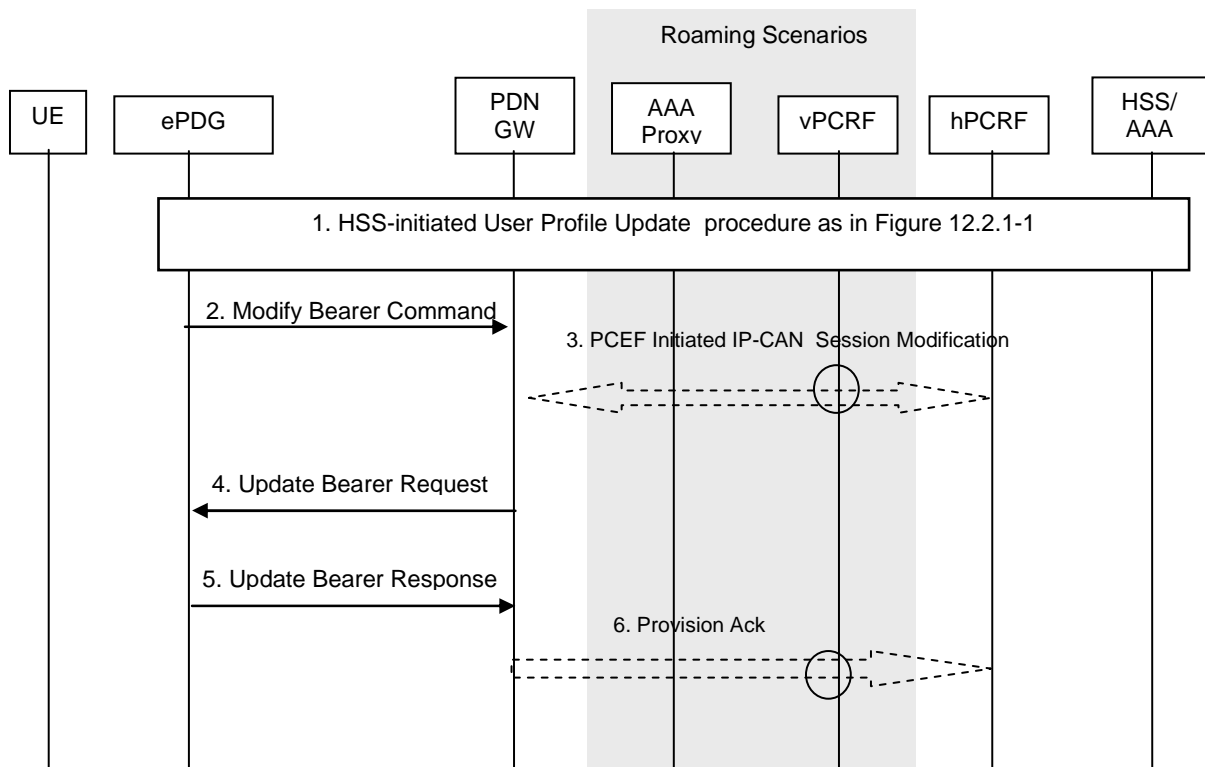 Roaming Scenarios
UE
ePDG
PDN
GW
AAA
Proxy
vPCRF
hPCRF
HSS/
AAA
1. HSS-initiated User Profile Update procedure as in Figure 12.2.1-1
2. Modify Bearer Command
3. PCEF Initiated IP-CAN Session Modification
4. Update Bearer Request
5. Update Bearer Response
6. Provision Ack